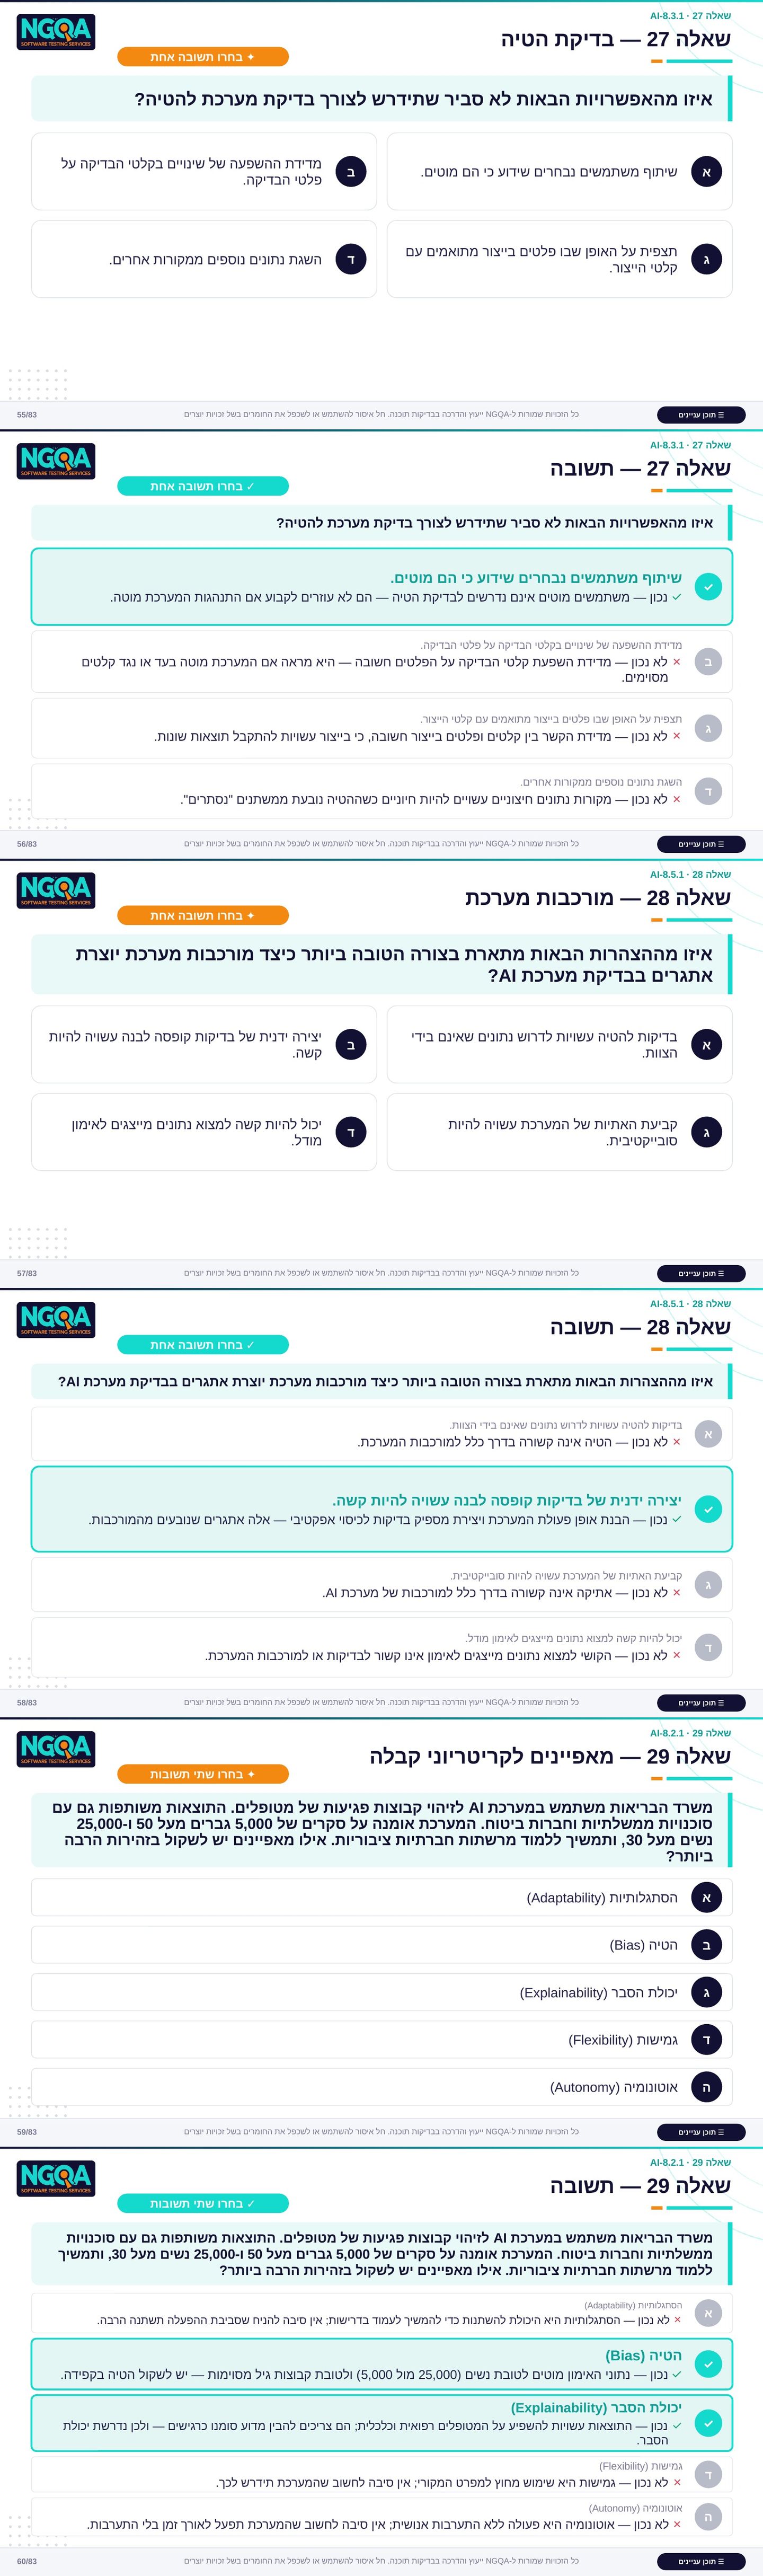 שאלה 27 · AI-8.3.1
שאלה 27 — בדיקת הטיה
NGQA
SOFTWARE TESTING SERVICES
✦ בחרו תשובה אחת
איזו מהאפשרויות הבאות לא סביר שתידרש לצורך בדיקת מערכת להטיה?
א
שיתוף משתמשים נבחרים שידוע כי הם מוטים.
ב
מדידת ההשפעה של שינויים בקלטי הבדיקה על
פלטי הבדיקה.
ג
תצפית על האופן שבו פלטים בייצור מתואמים עם
קלטי הייצור.
ד
השגת נתונים נוספים ממקורות אחרים.
☰ תוכן עניינים
כל הזכויות שמורות ל-NGQA ייעוץ והדרכה בבדיקות תוכנה. חל איסור להשתמש או לשכפל את החומרים בשל זכויות יוצרים
55/83
שאלה 27 · AI-8.3.1
שאלה 27 — תשובה
NGQA
SOFTWARE TESTING SERVICES
✓ בחרו תשובה אחת
איזו מהאפשרויות הבאות לא סביר שתידרש לצורך בדיקת מערכת להטיה?
✓
שיתוף משתמשים נבחרים שידוע כי הם מוטים.
✓ נכון — משתמשים מוטים אינם נדרשים לבדיקת הטיה — הם לא עוזרים לקבוע אם התנהגות המערכת מוטה.
ב
מדידת ההשפעה של שינויים בקלטי הבדיקה על פלטי הבדיקה.
✕ לא נכון — מדידת השפעת קלטי הבדיקה על הפלטים חשובה — היא מראה אם המערכת מוטה בעד או נגד קלטים
מסוימים.
ג
תצפית על האופן שבו פלטים בייצור מתואמים עם קלטי הייצור.
✕ לא נכון — מדידת הקשר בין קלטים ופלטים בייצור חשובה, כי בייצור עשויות להתקבל תוצאות שונות.
ד
השגת נתונים נוספים ממקורות אחרים.
✕ לא נכון — מקורות נתונים חיצוניים עשויים להיות חיוניים כשההטיה נובעת ממשתנים "נסתרים".
☰ תוכן עניינים
כל הזכויות שמורות ל-NGQA ייעוץ והדרכה בבדיקות תוכנה. חל איסור להשתמש או לשכפל את החומרים בשל זכויות יוצרים
56/83
שאלה 28 · AI-8.5.1
שאלה 28 — מורכבות מערכת
NGQA
SOFTWARE TESTING SERVICES
✦ בחרו תשובה אחת
איזו מההצהרות הבאות מתארת בצורה הטובה ביותר כיצד מורכבות מערכת יוצרת
אתגרים בבדיקת מערכת AI?
א
בדיקות להטיה עשויות לדרוש נתונים שאינם בידי
הצוות.
ב
יצירה ידנית של בדיקות קופסה לבנה עשויה להיות
קשה.
ג
קביעת האתיות של המערכת עשויה להיות
סובייקטיבית.
ד
יכול להיות קשה למצוא נתונים מייצגים לאימון
מודל.
☰ תוכן עניינים
כל הזכויות שמורות ל-NGQA ייעוץ והדרכה בבדיקות תוכנה. חל איסור להשתמש או לשכפל את החומרים בשל זכויות יוצרים
57/83
שאלה 28 · AI-8.5.1
שאלה 28 — תשובה
NGQA
SOFTWARE TESTING SERVICES
✓ בחרו תשובה אחת
איזו מההצהרות הבאות מתארת בצורה הטובה ביותר כיצד מורכבות מערכת יוצרת אתגרים בבדיקת מערכת AI?
א
בדיקות להטיה עשויות לדרוש נתונים שאינם בידי הצוות.
✕ לא נכון — הטיה אינה קשורה בדרך כלל למורכבות המערכת.
✓
יצירה ידנית של בדיקות קופסה לבנה עשויה להיות קשה.
✓ נכון — הבנת אופן פעולת המערכת ויצירת מספיק בדיקות לכיסוי אפקטיבי — אלה אתגרים שנובעים מהמורכבות.
ג
קביעת האתיות של המערכת עשויה להיות סובייקטיבית.
✕ לא נכון — אתיקה אינה קשורה בדרך כלל למורכבות של מערכת AI.
ד
יכול להיות קשה למצוא נתונים מייצגים לאימון מודל.
✕ לא נכון — הקושי למצוא נתונים מייצגים לאימון אינו קשור לבדיקות או למורכבות המערכת.
☰ תוכן עניינים
כל הזכויות שמורות ל-NGQA ייעוץ והדרכה בבדיקות תוכנה. חל איסור להשתמש או לשכפל את החומרים בשל זכויות יוצרים
58/83
שאלה 29 · AI-8.2.1
שאלה 29 — מאפיינים לקריטריוני קבלה
NGQA
SOFTWARE TESTING SERVICES
✦ בחרו שתי תשובות
משרד הבריאות משתמש במערכת AI לזיהוי קבוצות פגיעות של מטופלים. התוצאות משותפות גם עם
סוכנויות ממשלתיות וחברות ביטוח. המערכת אומנה על סקרים של 5,000 גברים מעל 50 ו-25,000
נשים מעל 30, ותמשיך ללמוד מרשתות חברתיות ציבוריות. אילו מאפיינים יש לשקול בזהירות הרבה
ביותר?
א
הסתגלותיות (Adaptability)
ב
הטיה (Bias)
ג
יכולת הסבר (Explainability)
ד
גמישות (Flexibility)
ה
אוטונומיה (Autonomy)
☰ תוכן עניינים
כל הזכויות שמורות ל-NGQA ייעוץ והדרכה בבדיקות תוכנה. חל איסור להשתמש או לשכפל את החומרים בשל זכויות יוצרים
59/83
שאלה 29 · AI-8.2.1
שאלה 29 — תשובה
NGQA
SOFTWARE TESTING SERVICES
✓ בחרו שתי תשובות
משרד הבריאות משתמש במערכת AI לזיהוי קבוצות פגיעות של מטופלים. התוצאות משותפות גם עם סוכנויות
ממשלתיות וחברות ביטוח. המערכת אומנה על סקרים של 5,000 גברים מעל 50 ו-25,000 נשים מעל 30, ותמשיך
ללמוד מרשתות חברתיות ציבוריות. אילו מאפיינים יש לשקול בזהירות הרבה ביותר?
א
הסתגלותיות (Adaptability)
✕ לא נכון — הסתגלותיות היא היכולת להשתנות כדי להמשיך לעמוד בדרישות; אין סיבה להניח שסביבת ההפעלה תשתנה הרבה.
✓
הטיה (Bias)
✓ נכון — נתוני האימון מוטים לטובת נשים (25,000 מול 5,000) ולטובת קבוצות גיל מסוימות — יש לשקול הטיה בקפידה.
✓
יכולת הסבר (Explainability)
✓ נכון — התוצאות עשויות להשפיע על המטופלים רפואית וכלכלית; הם צריכים להבין מדוע סומנו כרגישים — ולכן נדרשת יכולת
הסבר.
ד
גמישות (Flexibility)
✕ לא נכון — גמישות היא שימוש מחוץ למפרט המקורי; אין סיבה לחשוב שהמערכת תידרש לכך.
ה
אוטונומיה (Autonomy)
✕ לא נכון — אוטונומיה היא פעולה ללא התערבות אנושית; אין סיבה לחשוב שהמערכת תפעל לאורך זמן בלי התערבות.
☰ תוכן עניינים
כל הזכויות שמורות ל-NGQA ייעוץ והדרכה בבדיקות תוכנה. חל איסור להשתמש או לשכפל את החומרים בשל זכויות יוצרים
60/83